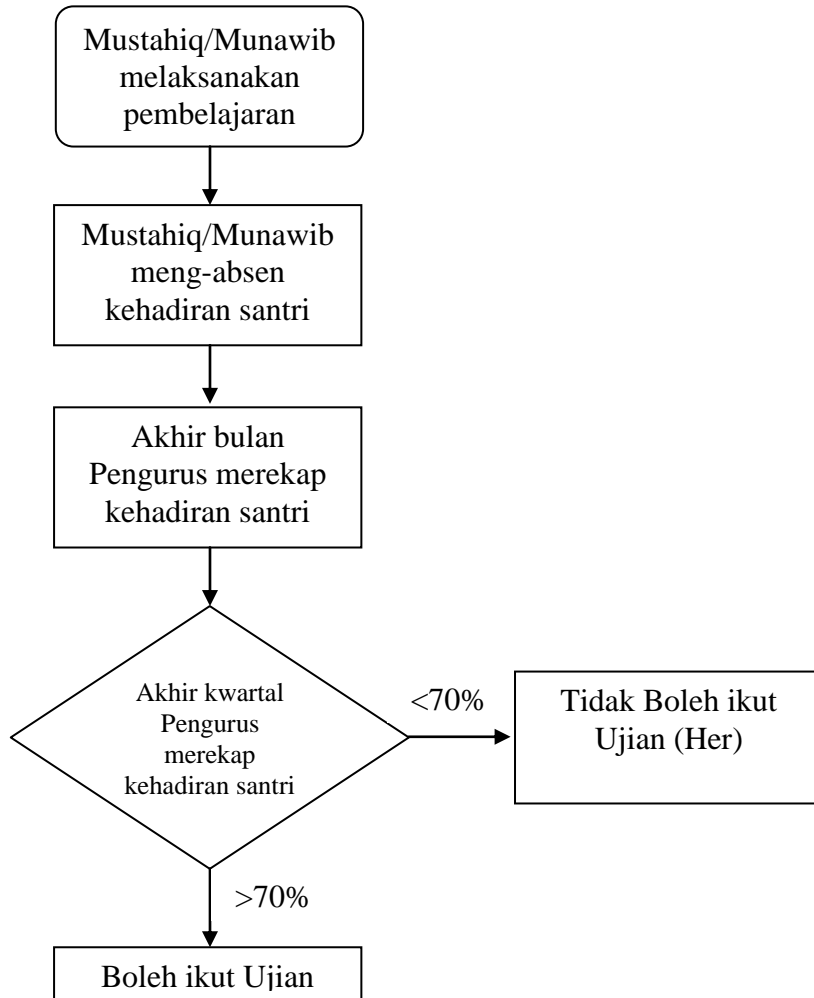 Mustahiq/Munawib
melaksanakan
pembelajaran
Mustahiq/Munawib
meng-absen
kehadiran santri
Akhir bulan
Pengurus merekap
kehadiran santri
Akhir kwartal
Pengurus
merekap
kehadiran santri
<70%
Tidak Boleh ikut
Ujian (Her)
>70%
Boleh ikut Ujian